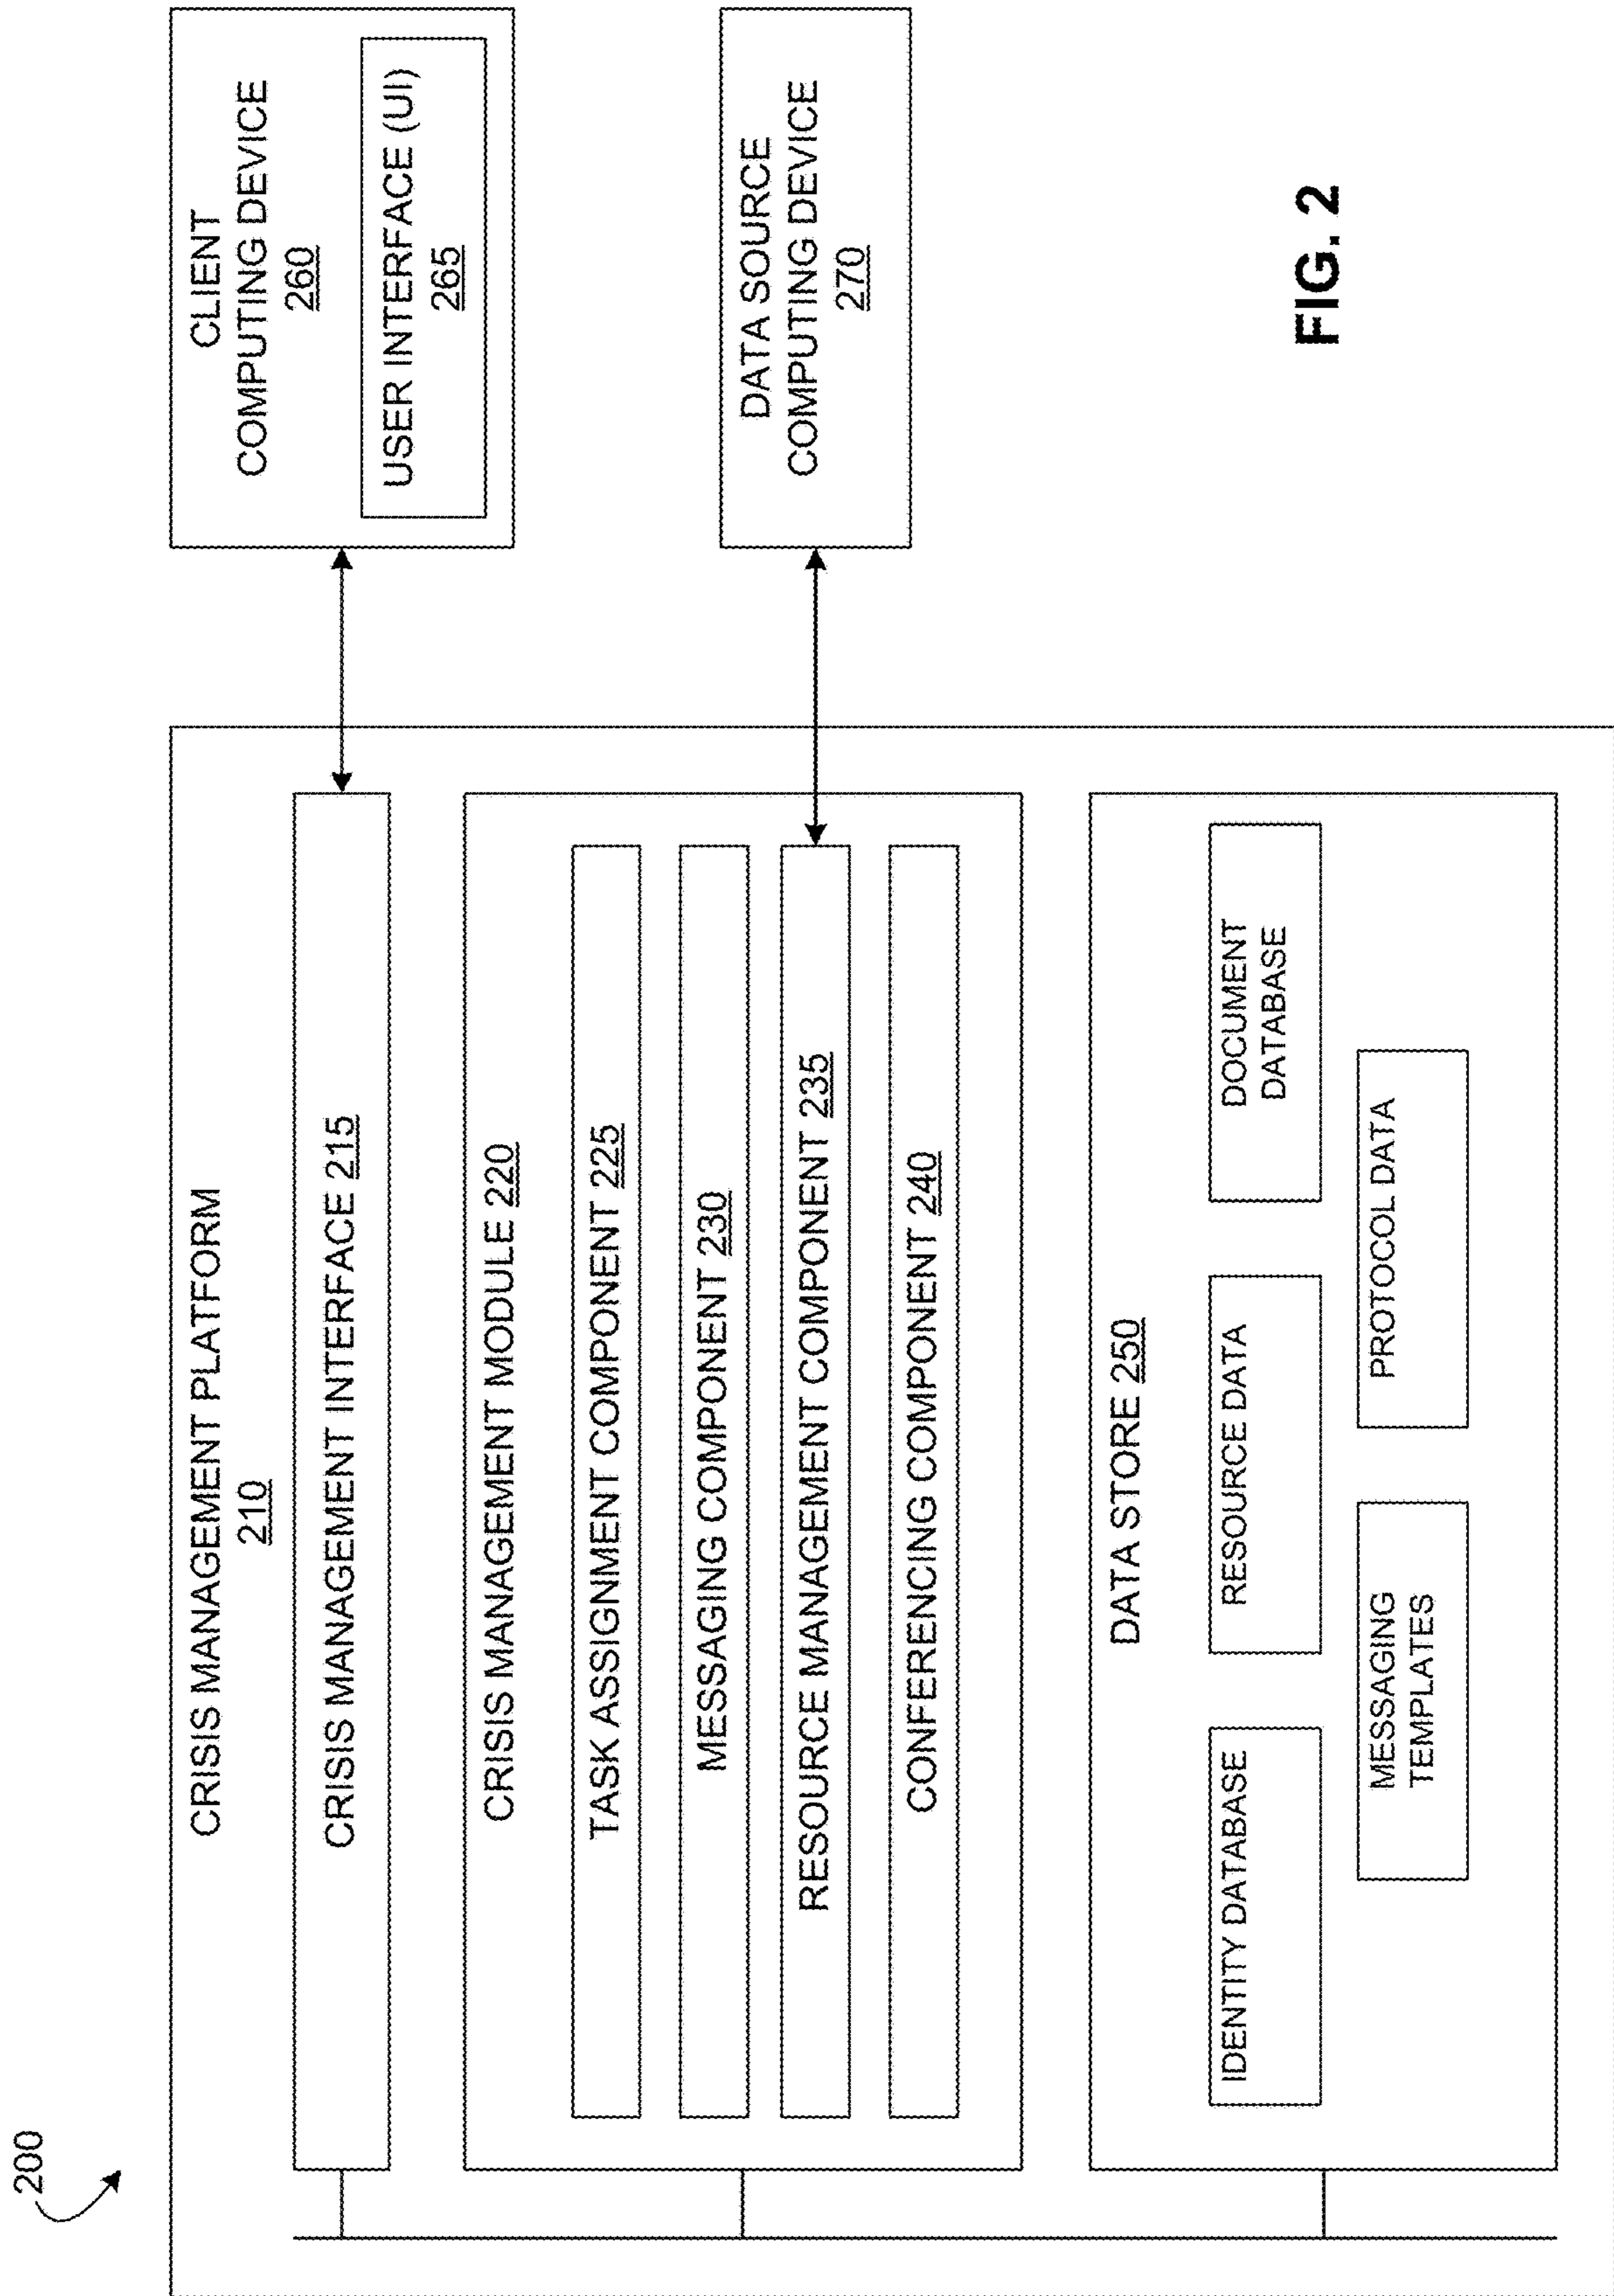 200
CRISIS MANAGEMENT PLATFORM
210
CRISIS MANAGEMENT INTERFACE 215
CRISIS MANAGEMENT MODULE 220
TASK ASSIGNMENT COMPONENT 225
MESSAGING COMPONENT 230
RESOURCE MANAGEMENT COMPONENT 235
CONFERENCING COMPONENT 240
DATA STORE 250
IDENTITY DATABASE
RESOURCE DATA
DOCUMENT
DATABASE
MESSAGING
TEMPLATES
PROTOCOL DATA
CLIENT
COMPUTING DEVICE
260
USER INTERFACE (UI)
265
DATA SOURCE
COMPUTING DEVICE
270
FIG. 2